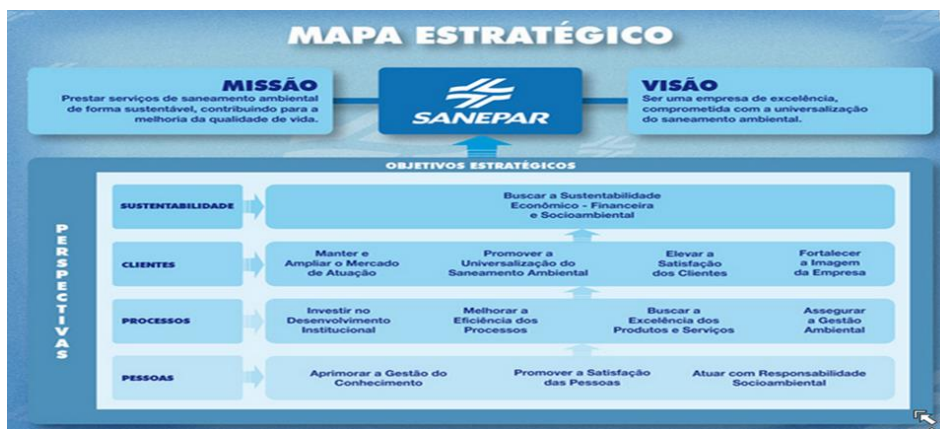 MAPA ESTRATÉGICO
MISSÃO
Prestar serviços de saneamento ambiental
de forma sustentável, contribuindo para a
melhoria da qualidade de vida.
SANEPAR
VISÃO
Ser uma empresa de excelência,
comprometida com a universalização
do saneamento ambiental.
OBJETIVOS ESTRATÉGICOS
PERSPECTIVAS
SUSTENTABILIDADE
Buscar a Sustentabilidade
Econômico - Financeira
e Socioambiental
CLIENTES
Manter e
Ampliar o Mercado
de Atuação
Promover a
Universalização do
Saneamento Ambiental
Elevar a
Satisfação
dos Clientes
Fortalecer
a Imagem
da Empresa
PROCESSOS
Investir no
Desenvolvimento
Institucional
Melhorar a
Eficiência dos
Processos
Buscar a
Excelência dos
Produtos e Serviços
Assegurar
a Gestão
Ambiental
PESSOAS
Aprimorar a Gestão do
Conhecimento
Promover a Satisfação
das Pessoas
Atuar com Responsabilidade
Socioambiental